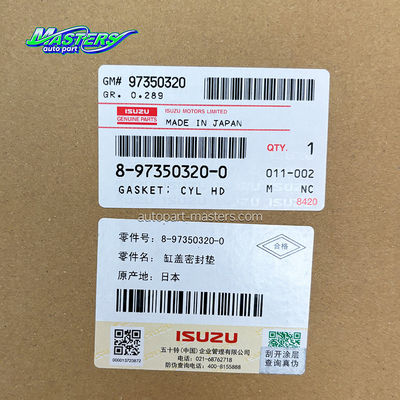 MASTERS
auto part
GM# 97350320
GR. 0.289
ISUZU
GENUINE PARTS
ISUZU MOTORS LIMITED
MADE IN JAPAN
QTY. 1
8-97350320-0
011-002
GASKET; CYL HD
M NC
8420
autopart-masters.com
零件号: 8-97350320-0
零件名: 缸盖密封垫
原产地: 日本
合格
ISUZU
五十铃(中国)企业管理有限公司
电话: 021-68762718
防伪查询电话: 400-8155888
刮开涂层
查询真伪